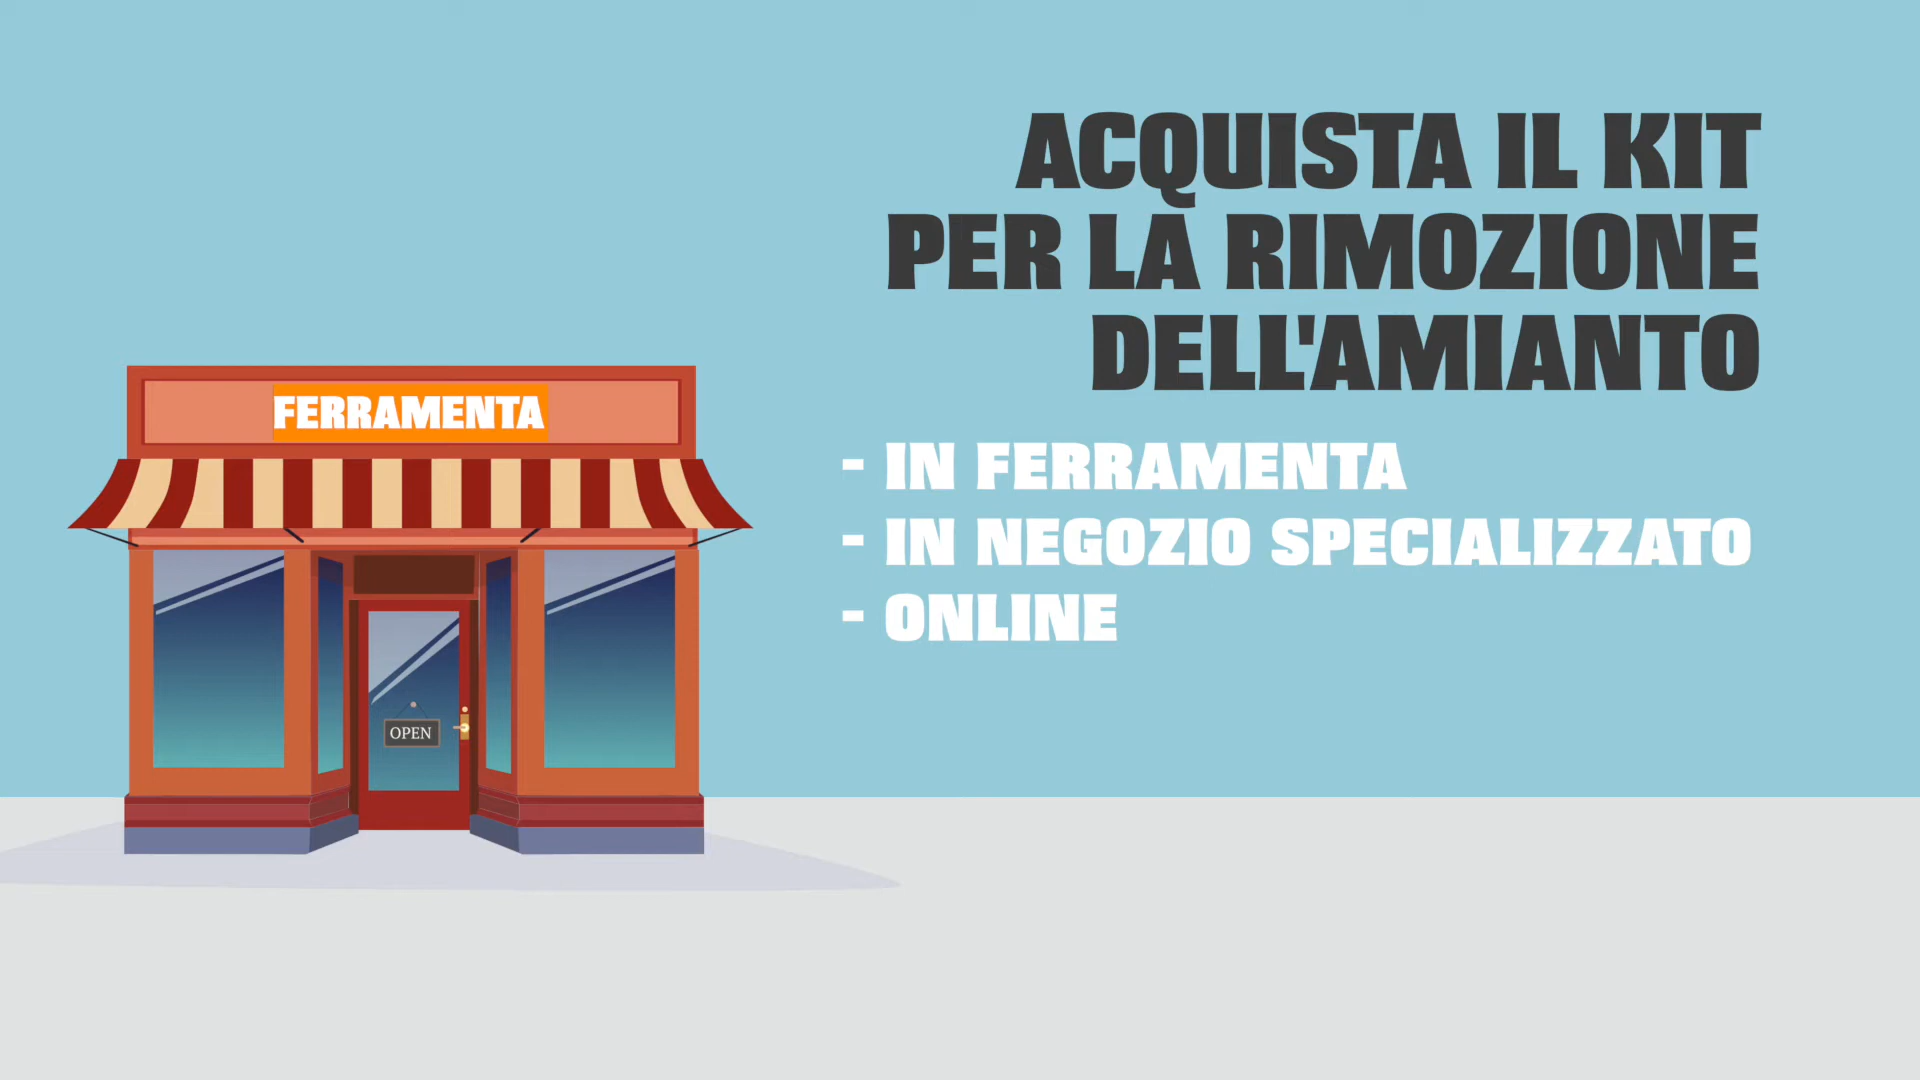 ACQUISTA IL KIT
PER LA RIMOZIONE
DELL'AMIANTO
FERRAMENTA
- IN FERRAMENTA
- IN NEGOZIO SPECIALIZZATO
- ONLINE
OPEN